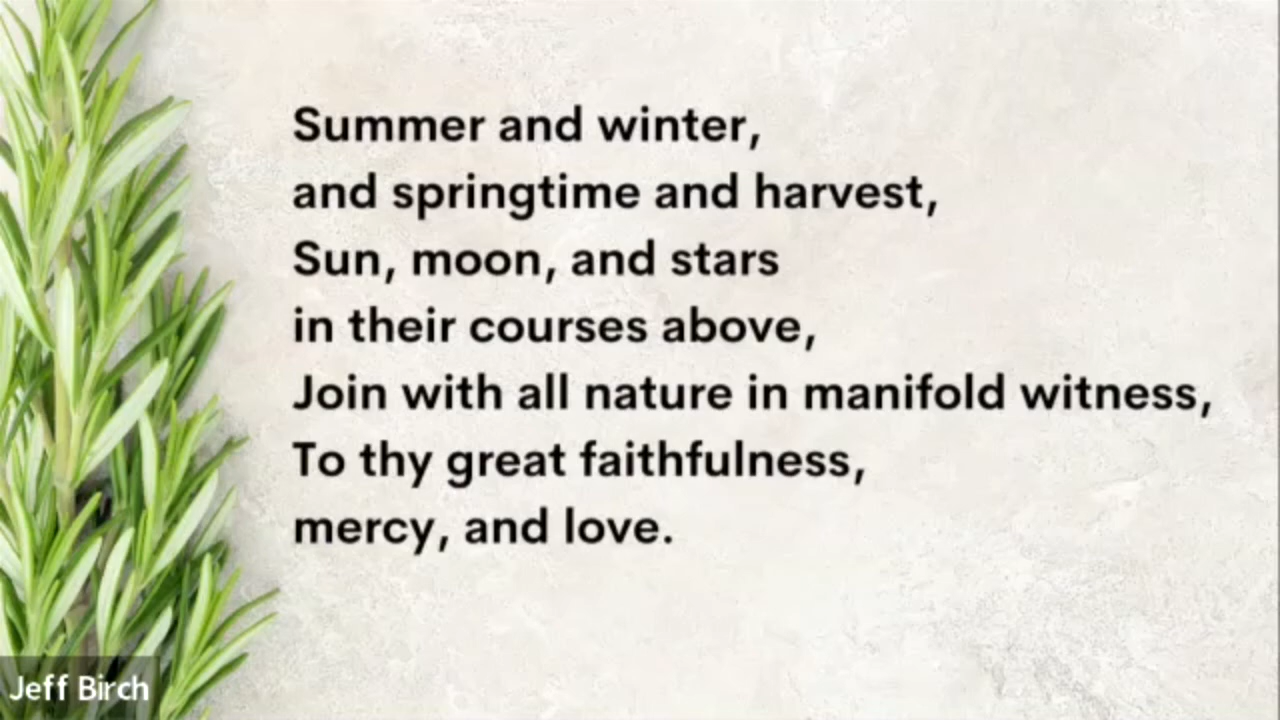 Summer and winter,
and springtime and harvest,
Sun, moon, and stars
in their courses above,
Join with all nature in manifold witness,
To thy great faithfulness,
mercy, and love.
Jeff Birch